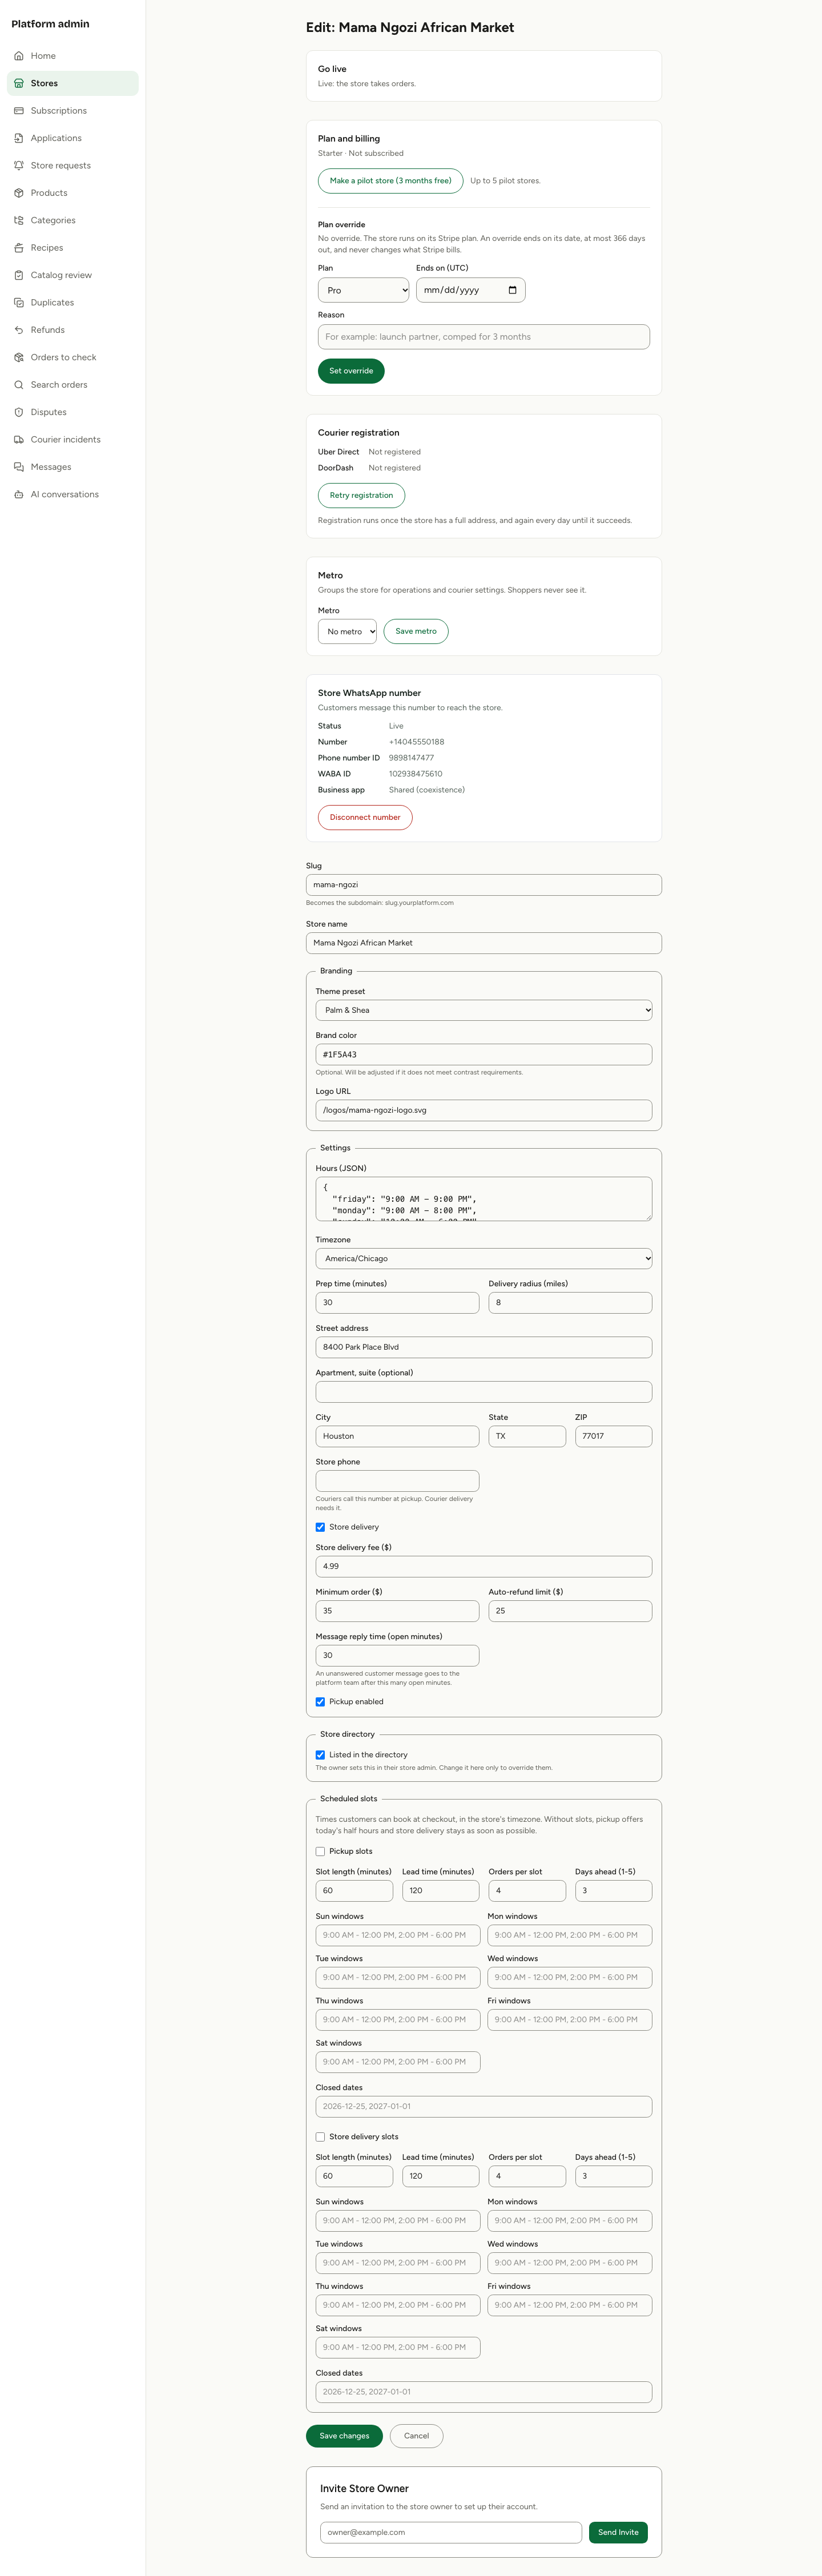 Platform admin
Home
Stores
Subscriptions
Applications
Store requests
Products
Categories
Recipes
Catalog review
Duplicates
Refunds
Orders to check
Search orders
Disputes
Courier incidents
Messages
AI conversations
Edit: Mama Ngozi African Market
Go live
Live: the store takes orders.
Plan and billing
Starter · Not subscribed
Make a pilot store (3 months free) Up to 5 pilot stores.
Plan override
No override. The store runs on its Stripe plan. An override ends on its date, at most 366 days
out, and never changes what Stripe bills.
Plan Ends on (UTC)
Pro mm/dd/yyyy
Reason
For example: launch partner, comped for 3 months
Set override
Courier registration
Uber Direct Not registered
DoorDash Not registered
Retry registration
Registration runs once the store has a full address, and again every day until it succeeds.
Metro
Groups the store for operations and courier settings. Shoppers never see it.
Metro
No metro Save metro
Store WhatsApp number
Customers message this number to reach the store.
Status Live
Number +14045550188
Phone number ID 9898147477
WABA ID 102938475610
Business app Shared (coexistence)
Disconnect number
Slug
mama-ngozi
Becomes the subdomain: slug.yourplatform.com
Store name
Mama Ngozi African Market
Branding
Theme preset
Palm & Shea
Brand color
#1F5A43
Optional. Will be adjusted if it does not meet contrast requirements.
Logo URL
/logos/mama-ngozi-logo.svg
Settings
Hours (JSON)
{
"friday": "9:00 AM – 9:00 PM",
"monday": "9:00 AM – 8:00 PM",
Timezone
America/Chicago
Prep time (minutes) Delivery radius (miles)
30 8
Street address
8400 Park Place Blvd
Apartment, suite (optional)
City State ZIP
Houston TX 77017
Store phone
Couriers call this number at pickup. Courier delivery
needs it.
Store delivery
Store delivery fee ($)
4.99
Minimum order ($) Auto-refund limit ($)
35 25
Message reply time (open minutes)
30
An unanswered customer message goes to the
platform team after this many open minutes.
Pickup enabled
Store directory
Listed in the directory
The owner sets this in their store admin. Change it here only to override them.
Scheduled slots
Times customers can book at checkout, in the store's timezone. Without slots, pickup offers
today's half hours and store delivery stays as soon as possible.
Pickup slots
Slot length (minutes) Lead time (minutes) Orders per slot Days ahead (1-5)
60 120 4 3
Sun windows Mon windows
9:00 AM - 12:00 PM, 2:00 PM - 6:00 PM 9:00 AM - 12:00 PM, 2:00 PM - 6:00 PM
Tue windows Wed windows
9:00 AM - 12:00 PM, 2:00 PM - 6:00 PM 9:00 AM - 12:00 PM, 2:00 PM - 6:00 PM
Thu windows Fri windows
9:00 AM - 12:00 PM, 2:00 PM - 6:00 PM 9:00 AM - 12:00 PM, 2:00 PM - 6:00 PM
Sat windows
9:00 AM - 12:00 PM, 2:00 PM - 6:00 PM
Closed dates
2026-12-25, 2027-01-01
Store delivery slots
Slot length (minutes) Lead time (minutes) Orders per slot Days ahead (1-5)
60 120 4 3
Sun windows Mon windows
9:00 AM - 12:00 PM, 2:00 PM - 6:00 PM 9:00 AM - 12:00 PM, 2:00 PM - 6:00 PM
Tue windows Wed windows
9:00 AM - 12:00 PM, 2:00 PM - 6:00 PM 9:00 AM - 12:00 PM, 2:00 PM - 6:00 PM
Thu windows Fri windows
9:00 AM - 12:00 PM, 2:00 PM - 6:00 PM 9:00 AM - 12:00 PM, 2:00 PM - 6:00 PM
Sat windows
9:00 AM - 12:00 PM, 2:00 PM - 6:00 PM
Closed dates
2026-12-25, 2027-01-01
Save changes Cancel
Invite Store Owner
Send an invitation to the store owner to set up their account.
owner@example.com Send Invite